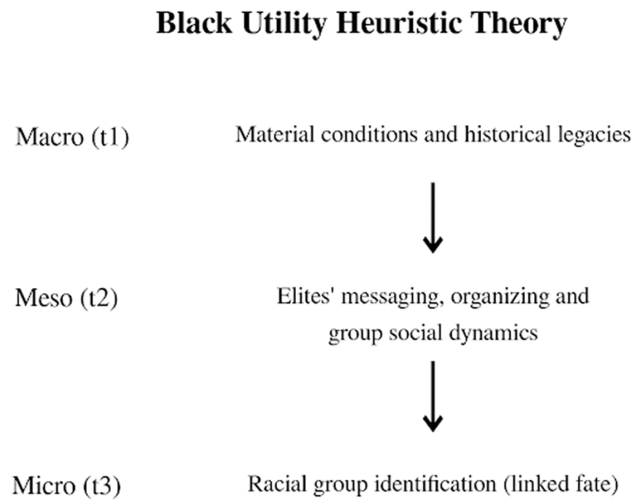 Black Utility Heuristic Theory
Macro (t1)
Material conditions and historical legacies
Meso (t2)
Elites' messaging, organizing and
group social dynamics
Micro (t3)
Racial group identification (linked fate)